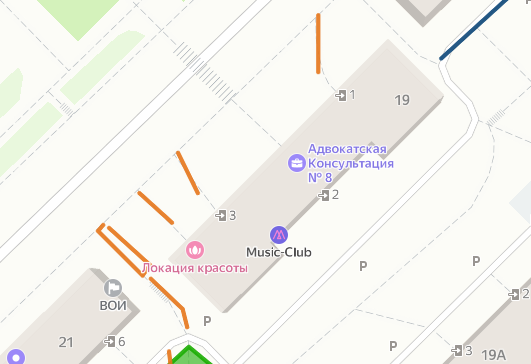 P
1
19
Адвокатская
Консультация
№ 8
2
3
Music-Club
Локация красоты
P
P
ВОИ
P
2
21
6
P
3
19А